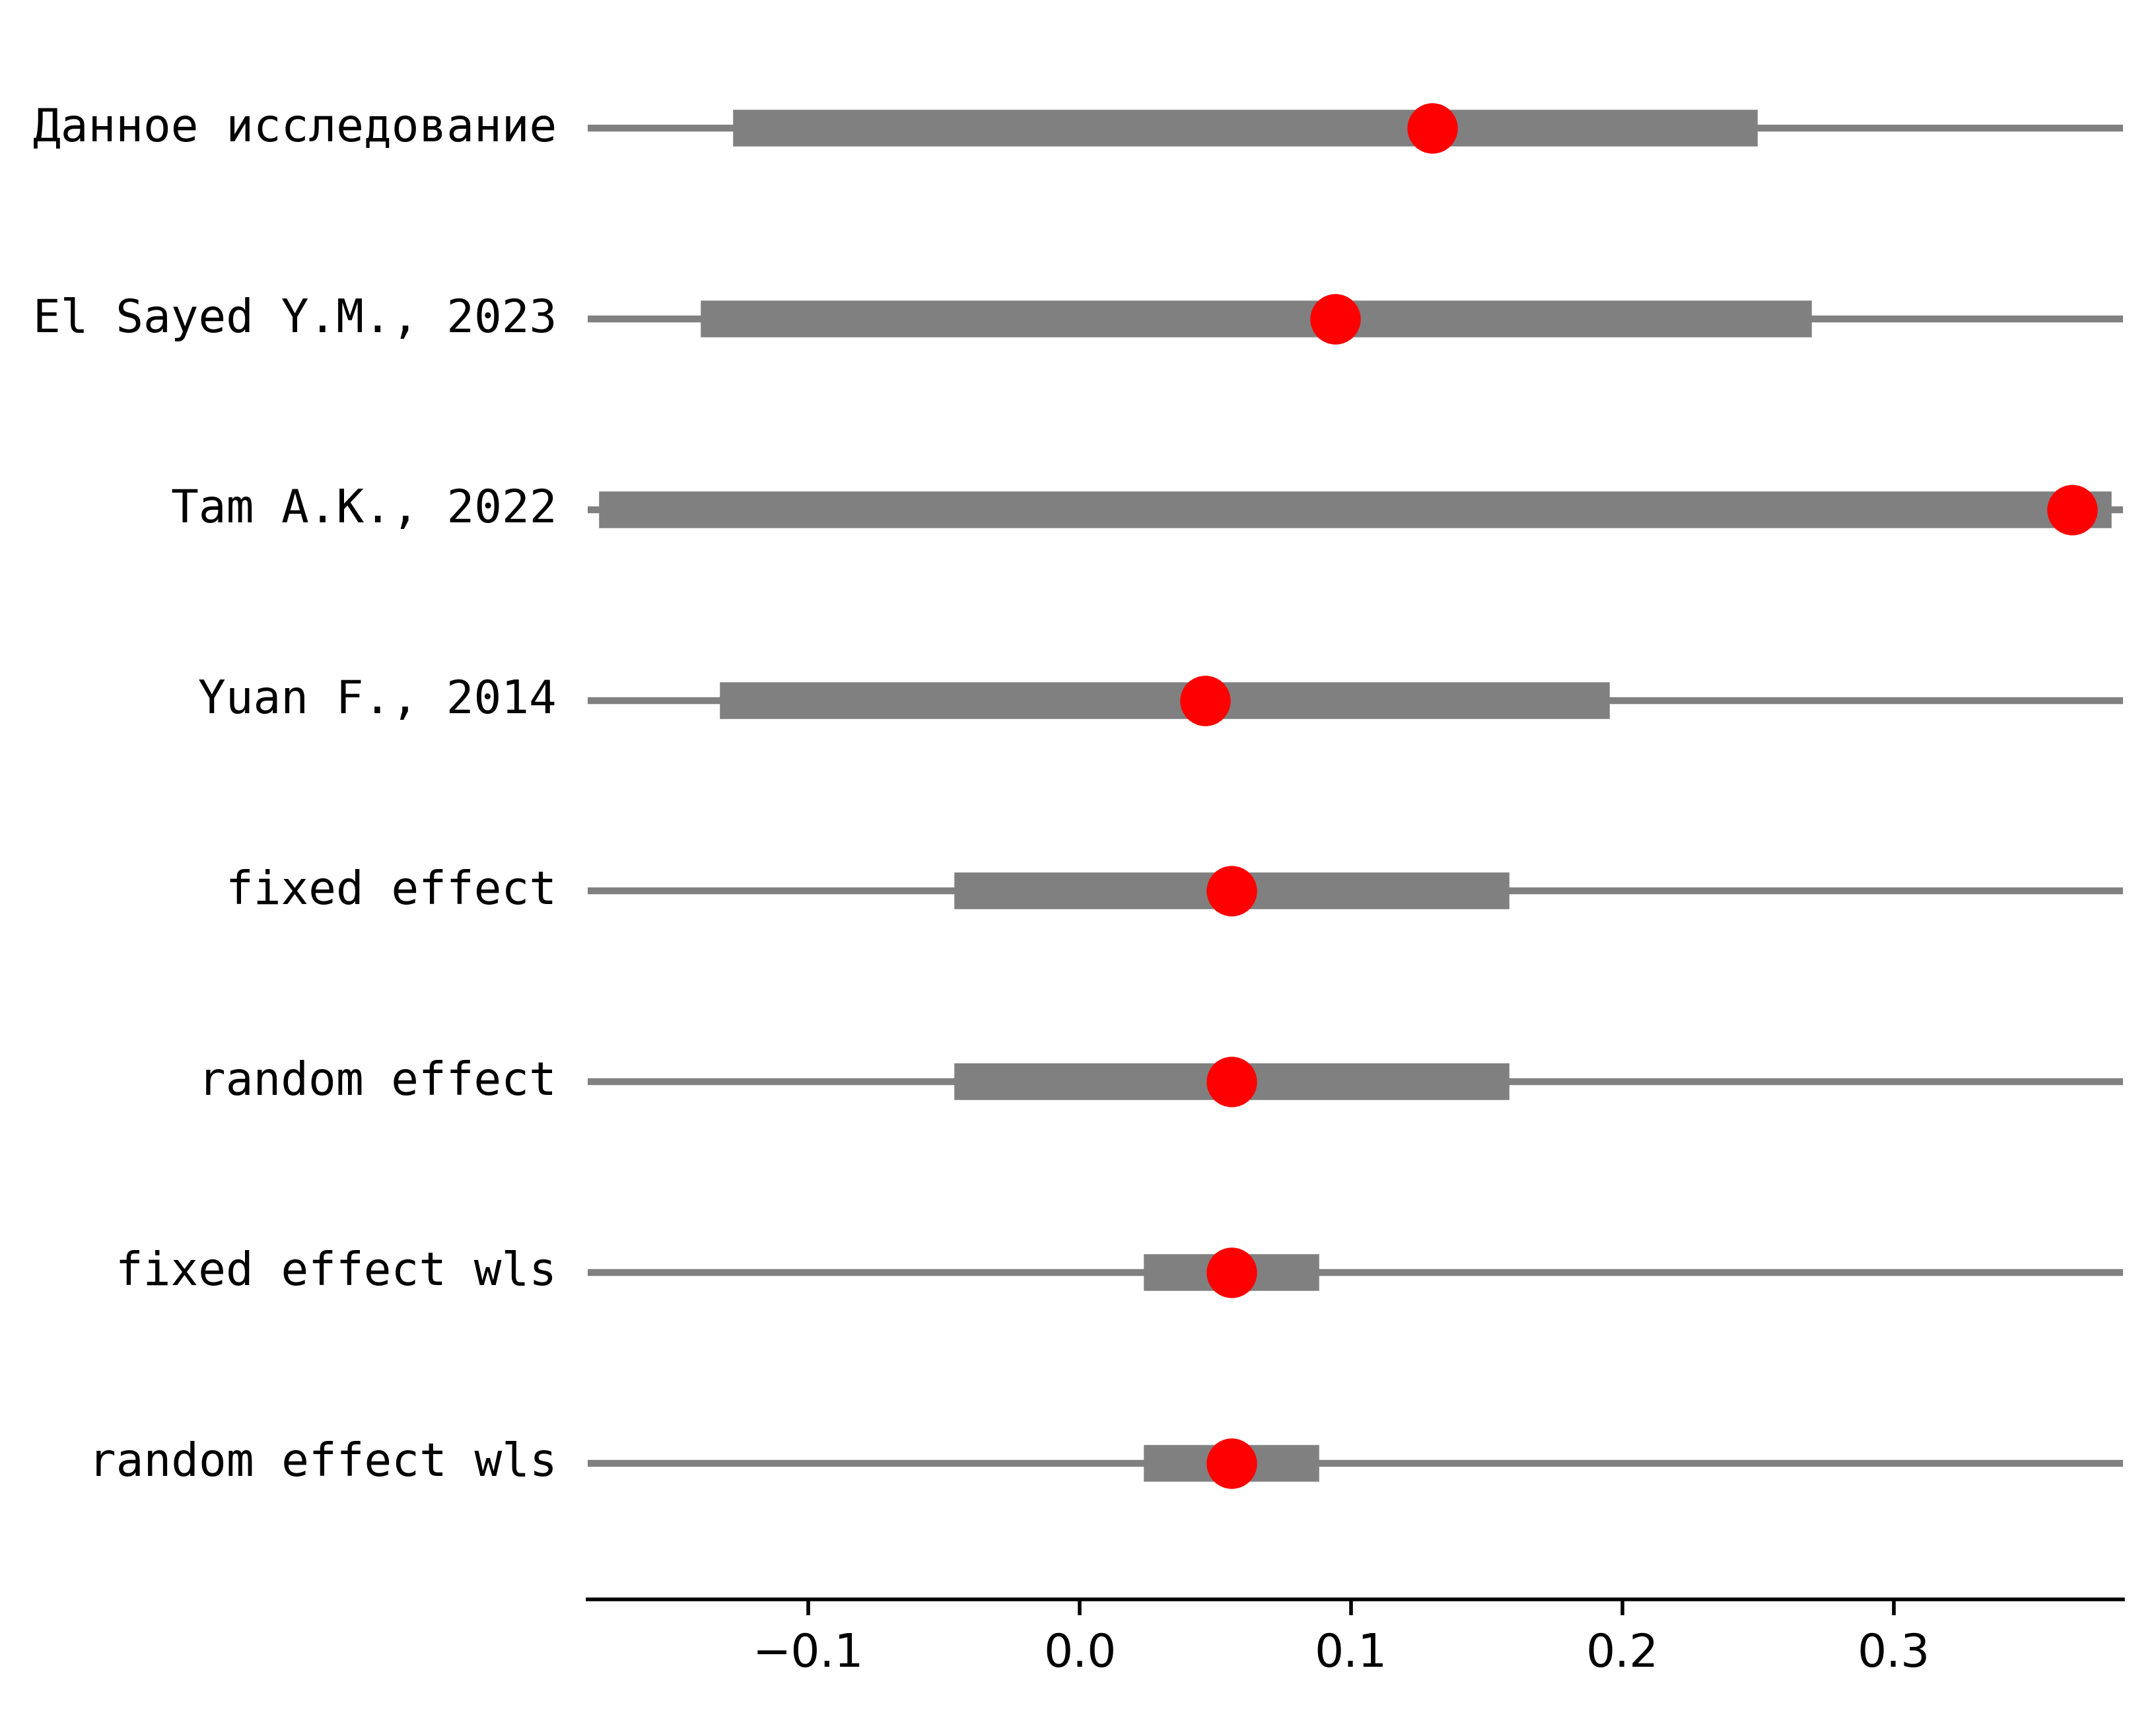 Данное исследование
El Sayed Y.M., 2023
Tam A.K., 2022
Yuan F., 2014
fixed effect
random effect
fixed effect wls
random effect wls
−0.1 0.0 0.1 0.2 0.3